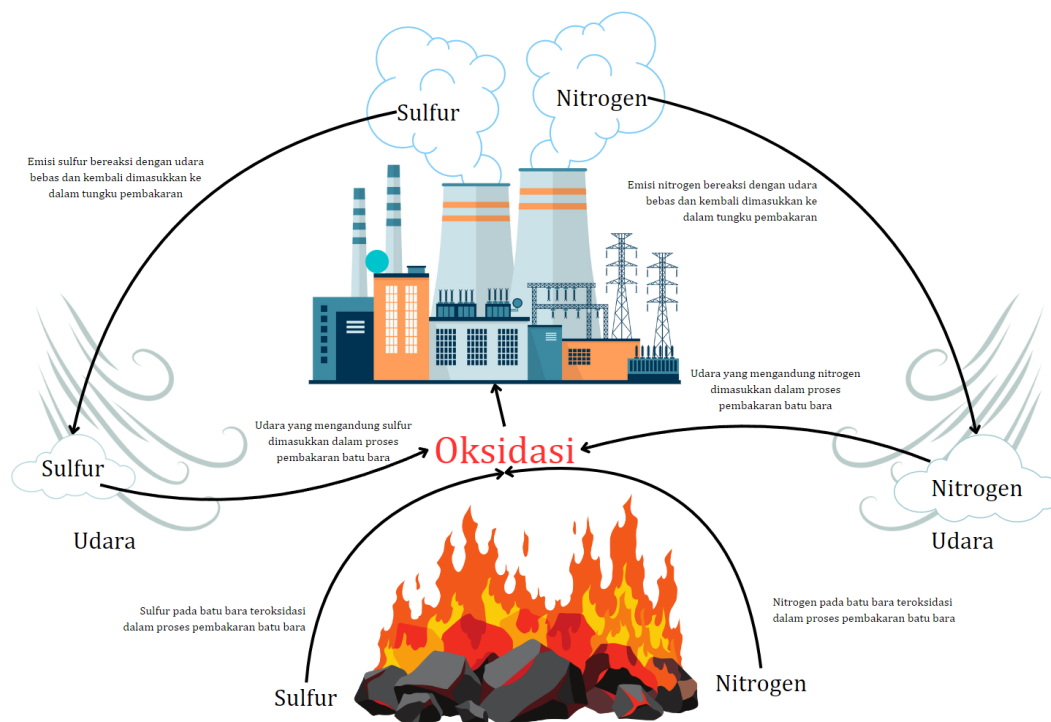 Sulfur
Nitrogen
Emisi sulfur bereaksi dengan udara
bebas dan kembali dimasukkan ke
dalam tungku pembakaran
Emisi nitrogen bereaksi dengan udara
bebas dan kembali dimasukkan ke
dalam tungku pembakaran
Udara yang mengandung nitrogen
dimasukkan dalam proses
pembakaran batu bara
Udara yang mengandung sulfur
dimasukkan dalam proses
pembakaran batu bara
Oksidasi
Sulfur
Udara
Nitrogen
Udara
Sulfur pada batu bara teroksidasi
dalam proses pembakaran batu bara
Nitrogen pada batu bara teroksidasi
dalam proses pembakaran batu bara
Sulfur
Nitrogen